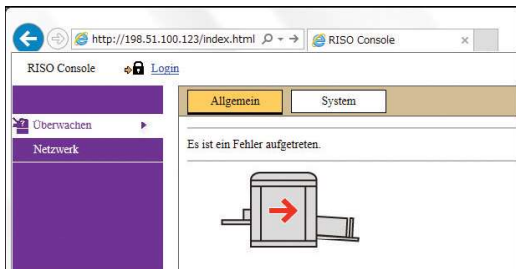 http://198.51.100.123/index.html
RISO Console
RISO Console
Login
Allgemein
System
Überwachen
Netzwerk
Es ist ein Fehler aufgetreten.